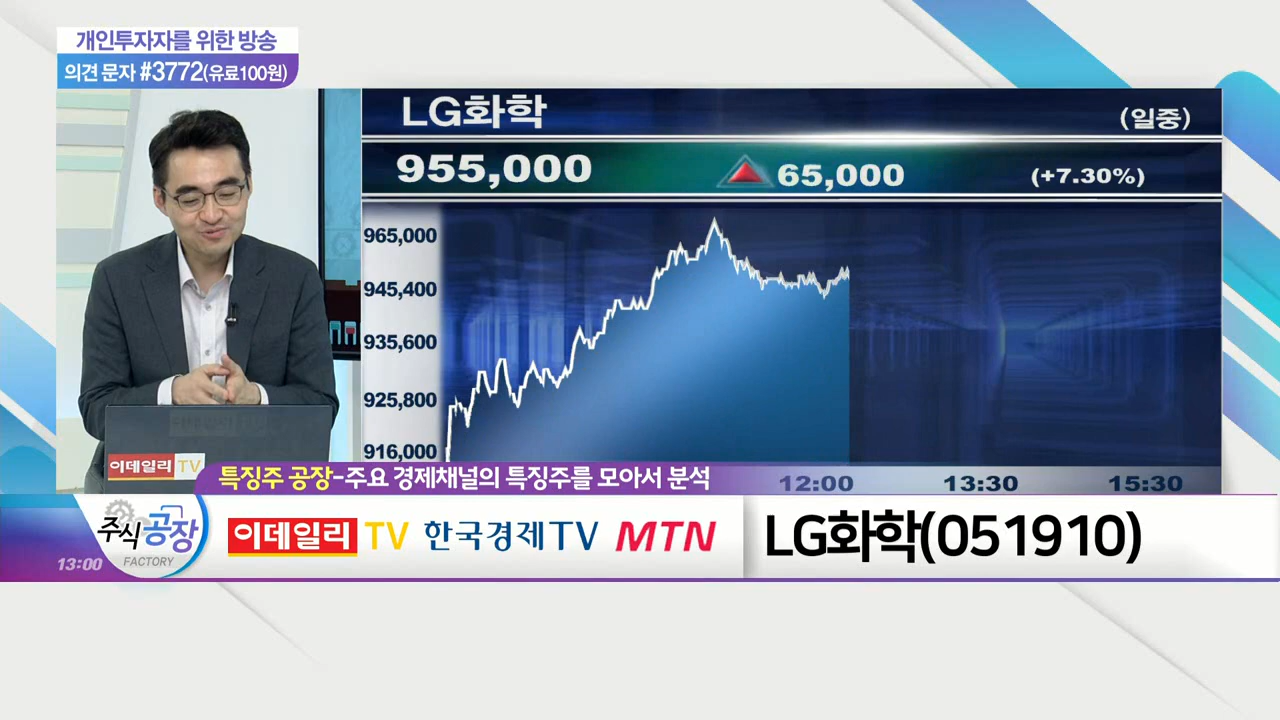 개인투자자를 위한 방송
의견 문자 #3772(유료100원)
LG화학
(일중)
955,000
65,000
(+7.30%)
965,000
945,400
935,600
925,800
916,000
12:00
13:30
15:30
이데일리 TV
특징주 공장-주요 경제채널의 특징주를 모아서 분석
주식공장
FACTORY
13:00
이데일리 TV 한국경제TV MTN
LG화학(051910)